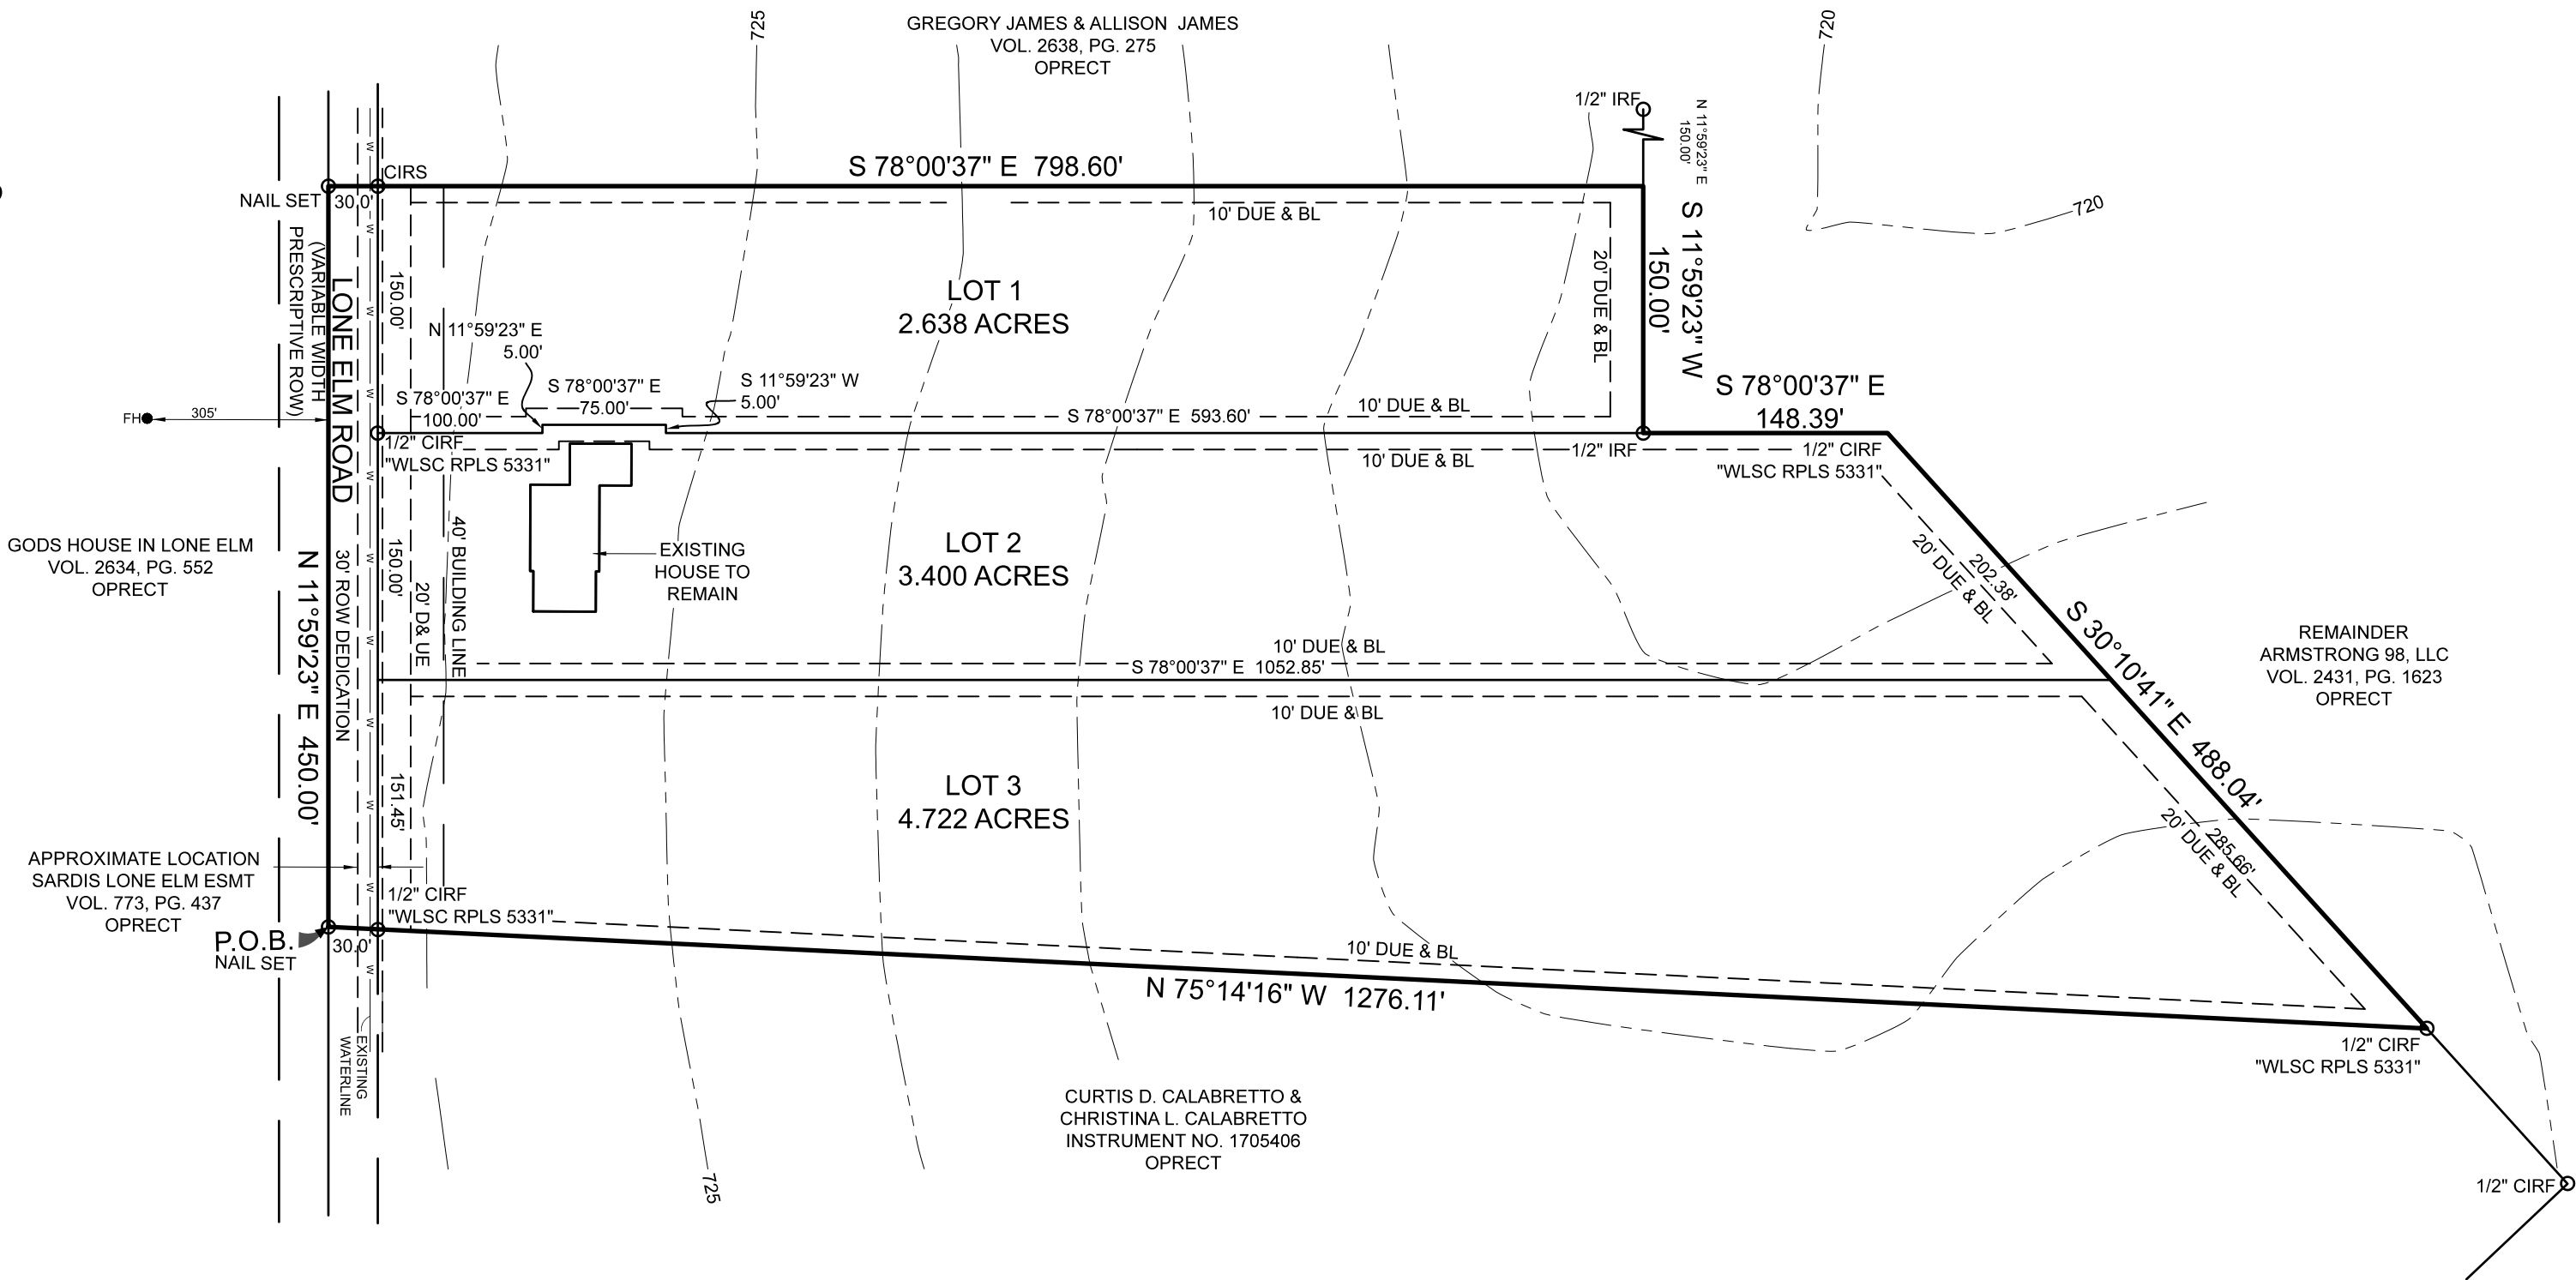 725
GREGORY JAMES & ALLISON JAMES
VOL. 2638, PG. 275
OPRECT
720
1/2" IRF
N 11°59'23" E
150.00'
S 78°00'37" E 798.60'
CIRS
NAIL SET
30.0'
10' DUE & BL
720
S 11°59'23" W
150.00'
20' DUE & BL
(VARIABLE WIDTH
PRESCRIPTIVE ROW)
LONE ELM ROAD
150.00'
LOT 1
2.638 ACRES
N 11°59'23" E
5.00'
S 78°00'37" E
100.00'
S 78°00'37" E
75.00'
S 11°59'23" W
5.00'
S 78°00'37" E 593.60'
10' DUE & BL
S 78°00'37" E
148.39'
FH
305'
1/2" CIRF
"WLSC RPLS 5331"
10' DUE & BL
1/2" IRF
1/2" CIRF
"WLSC RPLS 5331"
GODS HOUSE IN LONE ELM
VOL. 2634, PG. 552
OPRECT
N 11°59'23" E 450.00'
30' ROW DEDICATION
150.00'
20' D& UE
40' BUILDING LINE
EXISTING
HOUSE TO
REMAIN
LOT 2
3.400 ACRES
202.38'
20' DUE & BL
S 30°10'41" E 488.04'
REMAINDER
ARMSTRONG 98, LLC
VOL. 2431, PG. 1623
OPRECT
10' DUE & BL
S 78°00'37" E 1052.85'
10' DUE & BL
151.45'
LOT 3
4.722 ACRES
285.66'
20' DUE & BL
APPROXIMATE LOCATION
SARDIS LONE ELM ESMT
VOL. 773, PG. 437
OPRECT
1/2" CIRF
"WLSC RPLS 5331"
P.O.B.
NAIL SET
30.0'
10' DUE & BL
N 75°14'16" W 1276.11'
EXISTING
WATERLINE
1/2" CIRF
"WLSC RPLS 5331"
CURTIS D. CALABRETTO &
CHRISTINA L. CALABRETTO
INSTRUMENT NO. 1705406
OPRECT
725
1/2" CIRF
W
W
W
W
W
W
W
W
W
W
W